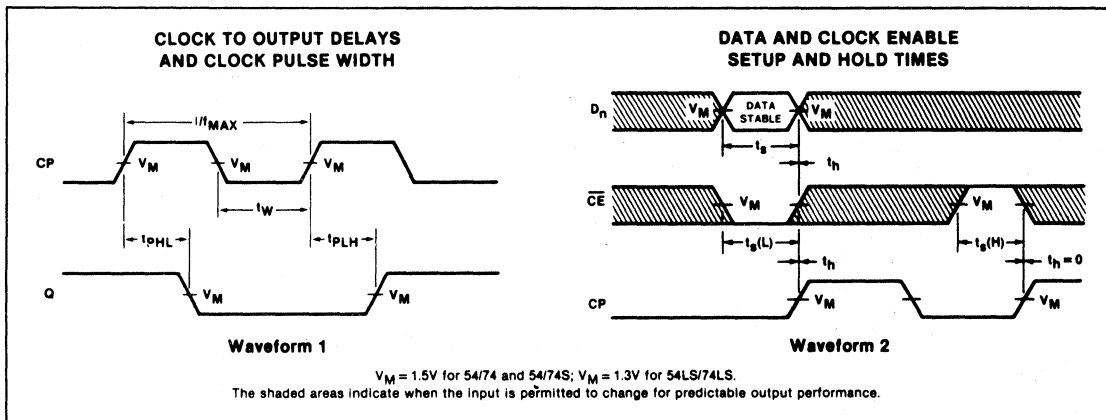 CLOCK TO OUTPUT DELAYS
AND CLOCK PULSE WIDTH
1/fMAX
CP
VM
VM
VM
tW
tPHL
tPLH
Q
VM
VM
Waveform 1
DATA AND CLOCK ENABLE
SETUP AND HOLD TIMES
Dn
VM
DATA
STABLE
VM
ts
th
CE
VM
VM
ts(L)
ts(H)
th
th = 0
CP
VM
VM
Waveform 2
VM = 1.5V for 54/74 and 54/74S; VM = 1.3V for 54LS/74LS.
The shaded areas indicate when the input is permitted to change for predictable output performance.